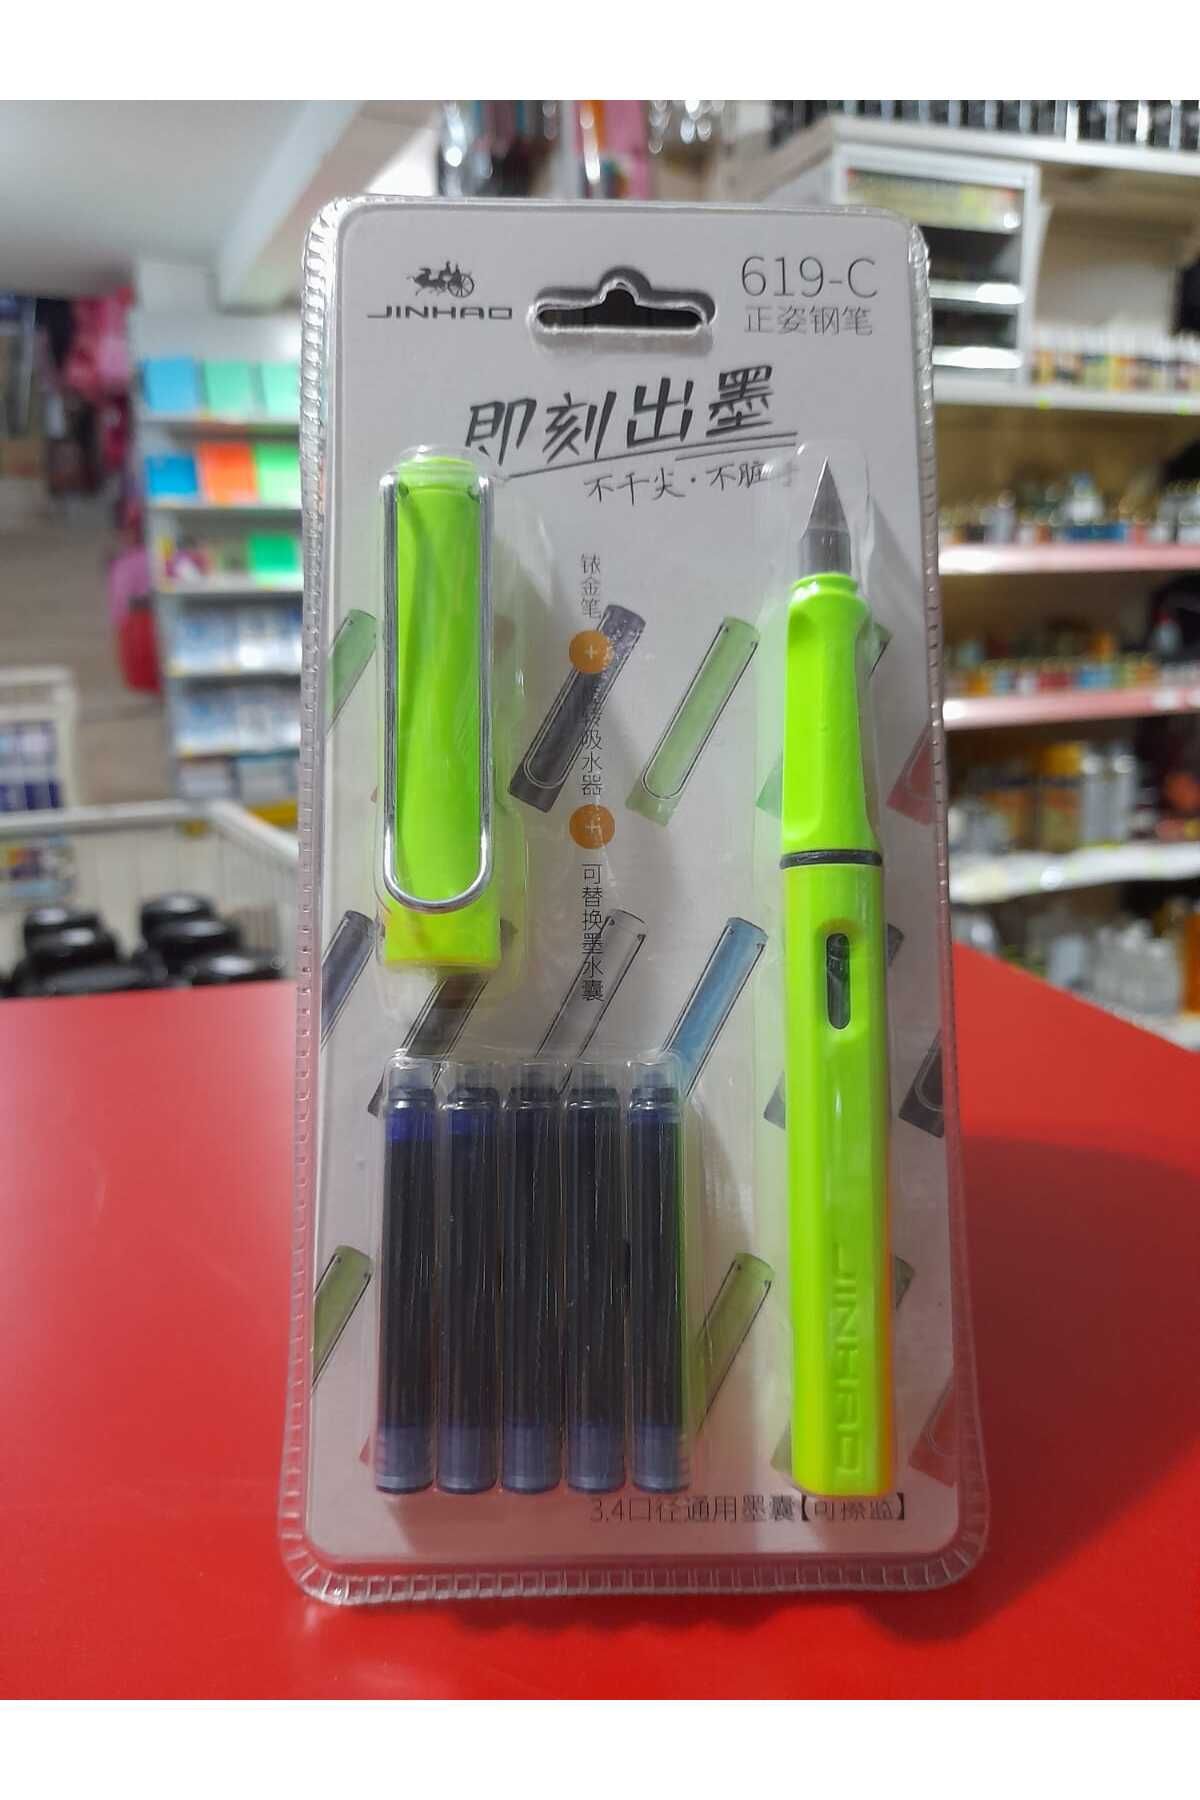 JINHAO
619-C
正姿钢笔
即刻出墨
不干尖·不脏手
铱金笔
+
吸水器
+
可替换墨水囊
JINHAO
3.4口径通用墨囊【可擦蓝】